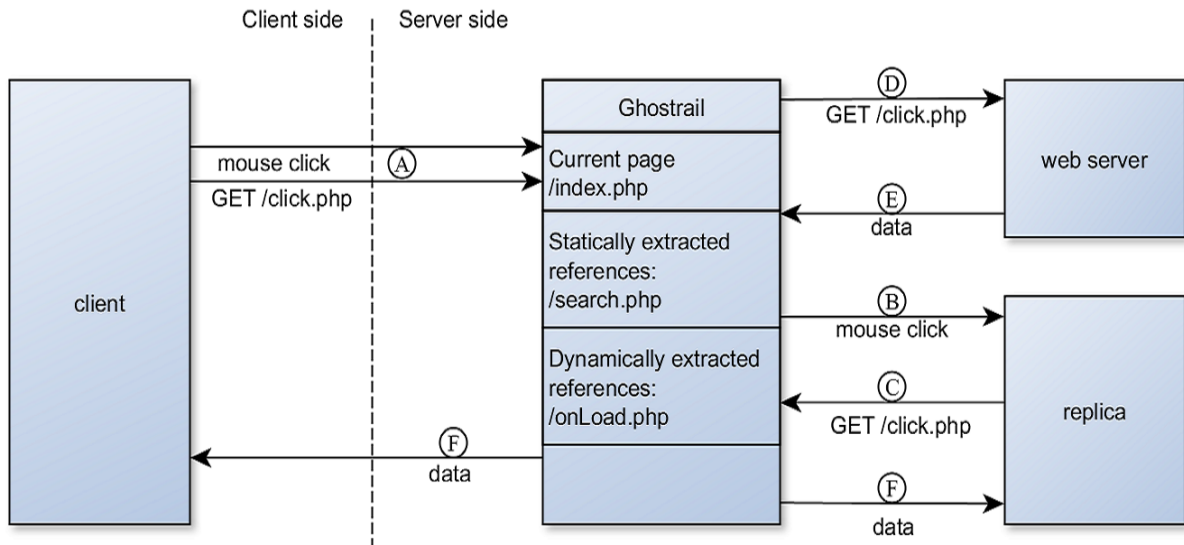 Client side
Server side
client
mouse click
A
GET /click.php
Ghostrail
Current page
/index.php
Statically extracted
references:
/search.php
Dynamically extracted
references:
/onLoad.php
D
GET /click.php
web server
E
data
B
mouse click
C
GET /click.php
replica
F
data
F
data